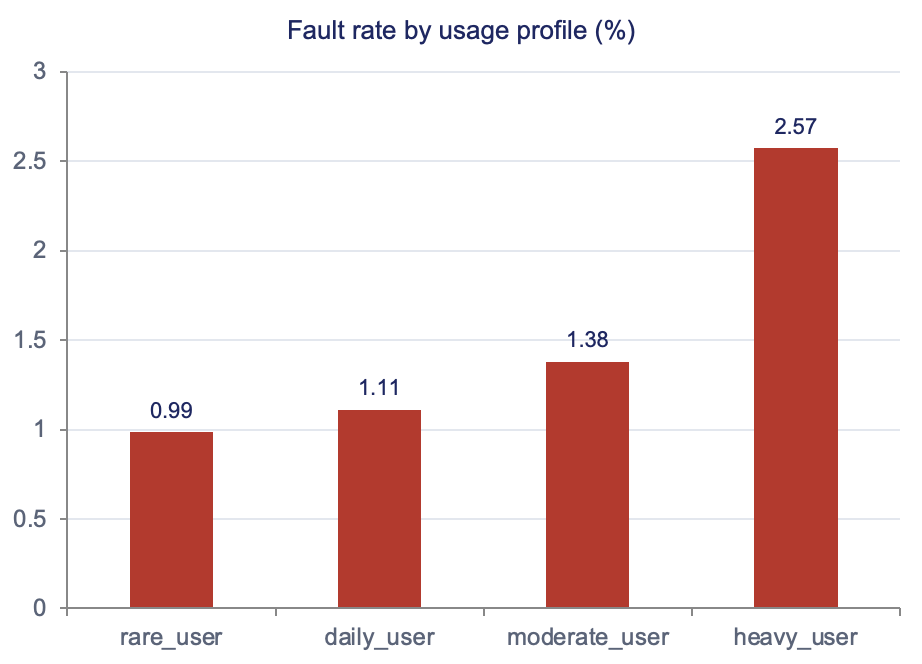 Fault rate by usage profile (%)
3
2.5
2
1.5
1
0.5
0
0.99
1.11
1.38
2.57
rare_user
daily_user
moderate_user
heavy_user